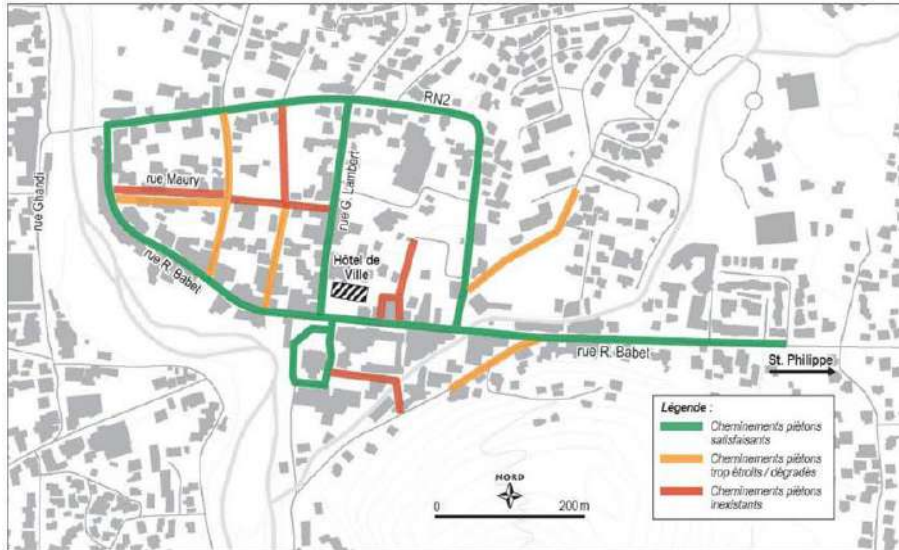 RN2
rue Maury
rue G. Lambert
rue Ghandi
rue R. Babet
Hôtel de
Ville
rue R. Babet
St. Philippe
Légende :
Cheminements piétons
satisfaisants
Cheminements piétons
trop étroits / dégradés
Cheminements piétons
inexistants
NORD
0 200 m